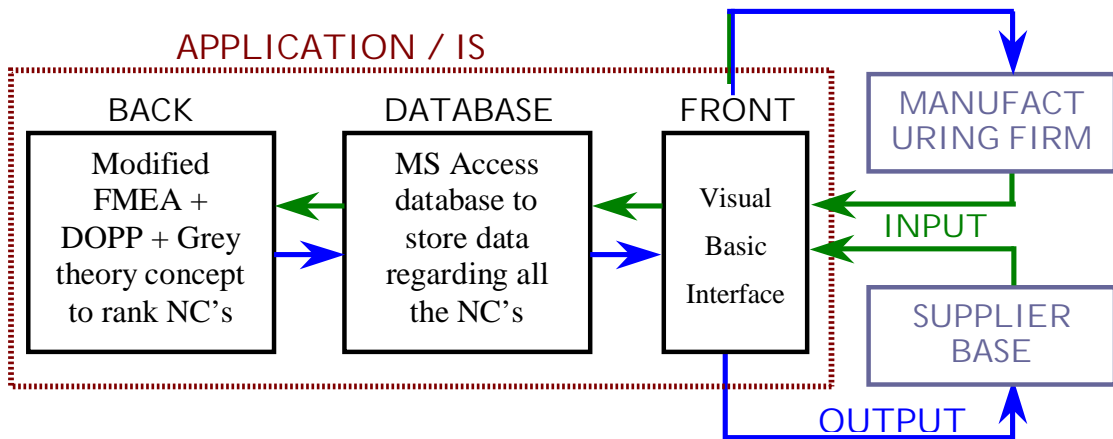 APPLICATION / IS
BACK
Modified
FMEA +
DOPP + Grey
theory concept
to rank NC's
DATABASE
MS Access
database to
store data
regarding all
the NC's
FRONT
Visual
Basic
Interface
MANUFACT
URING FIRM
INPUT
SUPPLIER
BASE
OUTPUT